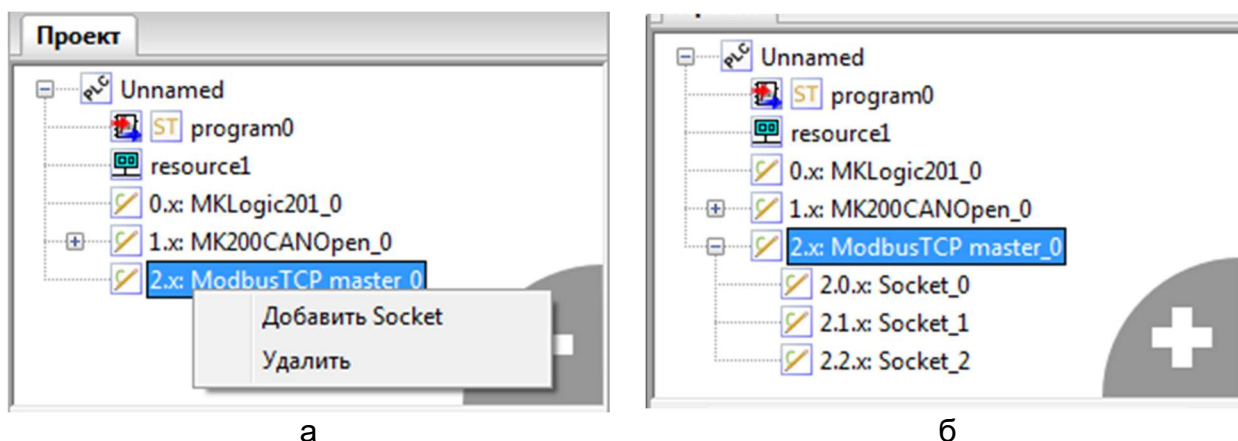 Проект
Unnamed
ST program0
resource1
0.x: MKLogic201_0
1.x: MK200CANOpen_0
2.x: ModbusTCP master_0
Добавить Socket
Удалить
а
Unnamed
ST program0
resource1
0.x: MKLogic201_0
1.x: MK200CANOpen_0
2.x: ModbusTCP master_0
2.0.x: Socket_0
2.1.x: Socket_1
2.2.x: Socket_2
б